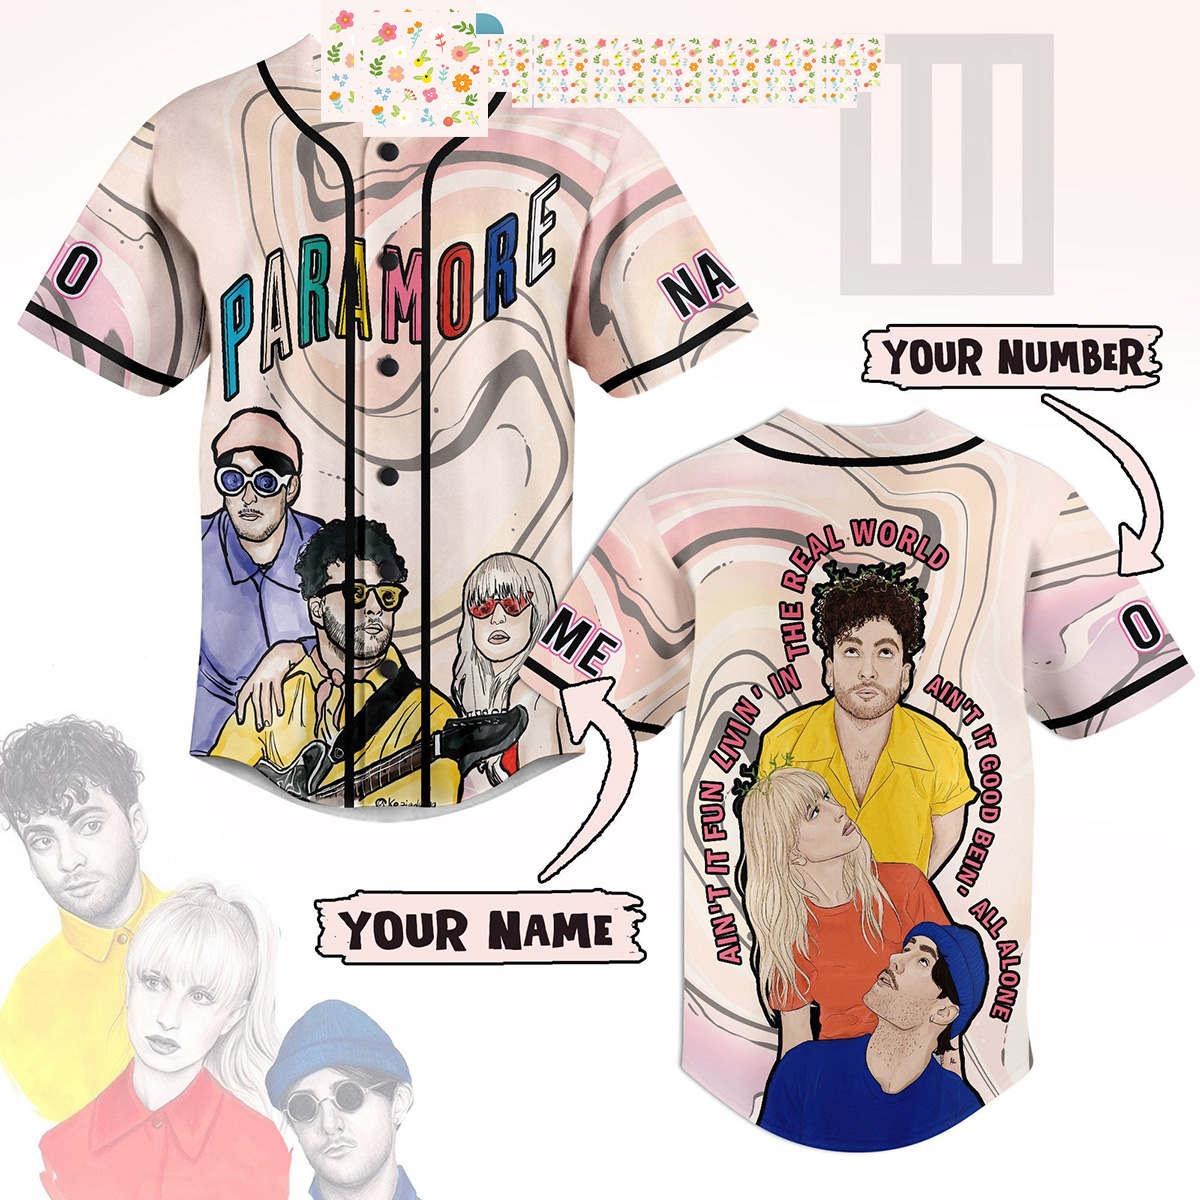 PARAMORE
NO
NA
YOUR NUMBER
ME
O
AIN'T IT FUN LIVIN' IN THE REAL WORLD
AIN'T IT GOOD BEIN' ALL ALONE
YOUR NAME